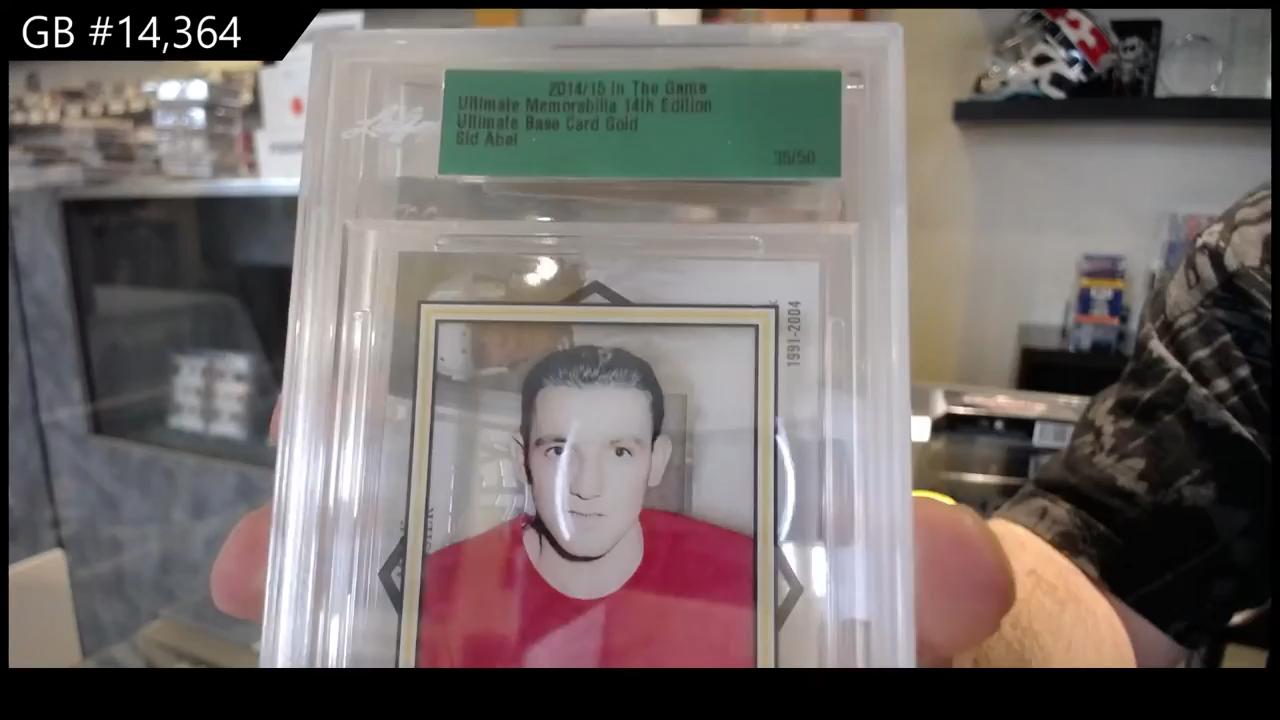 GB #14,364
2014/15 In The Game
Ultimate Memorabilia 14th Edition
Ultimate Base Card Gold
Sid Abel
35/50
Leaf
1991-2004